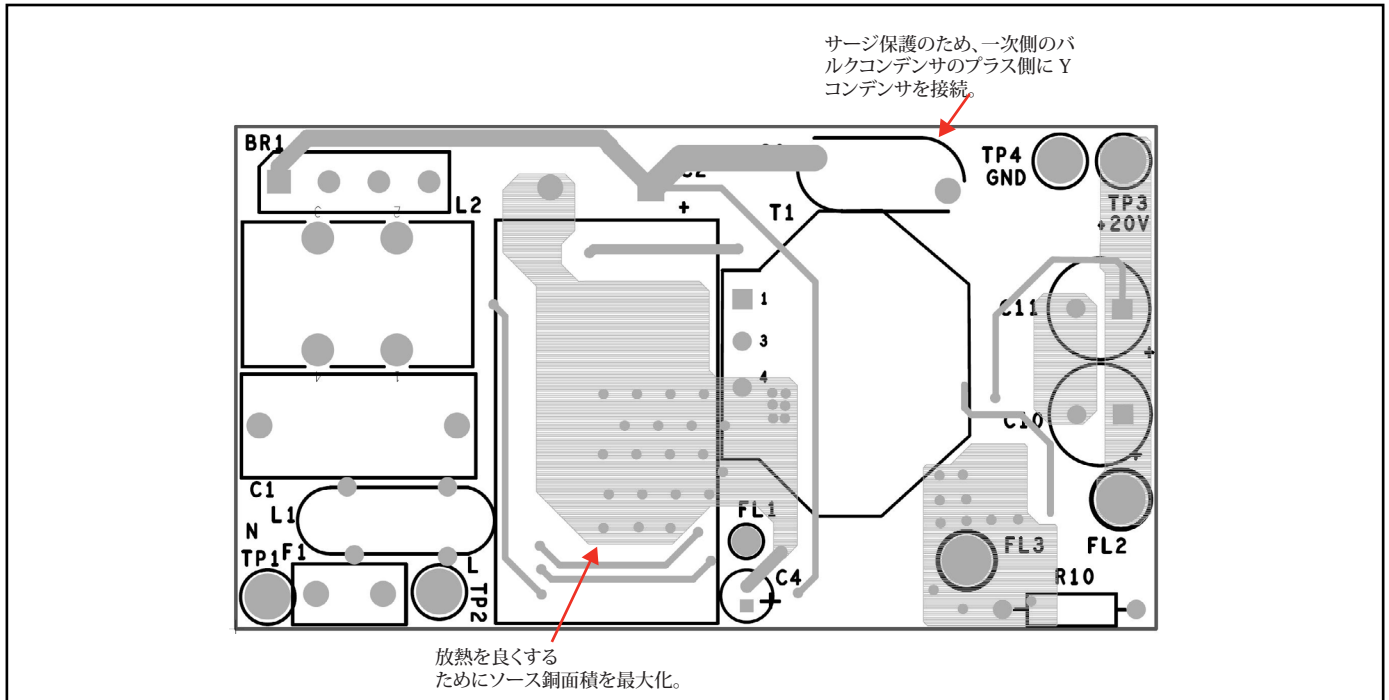 サージ保護のため、一次側のバ
ルクコンデンサのプラス側に Y
コンデンサを接続。
BR1
TP4
GND
TP3
+20V
L2
+
T1
1
3
4
C11
+
C10
+
C1
L1
N
TP1
F1
L
TP2
FL1
C4
+
FL3
FL2
R10
放熱を良くする
ためにソース銅面積を最大化。